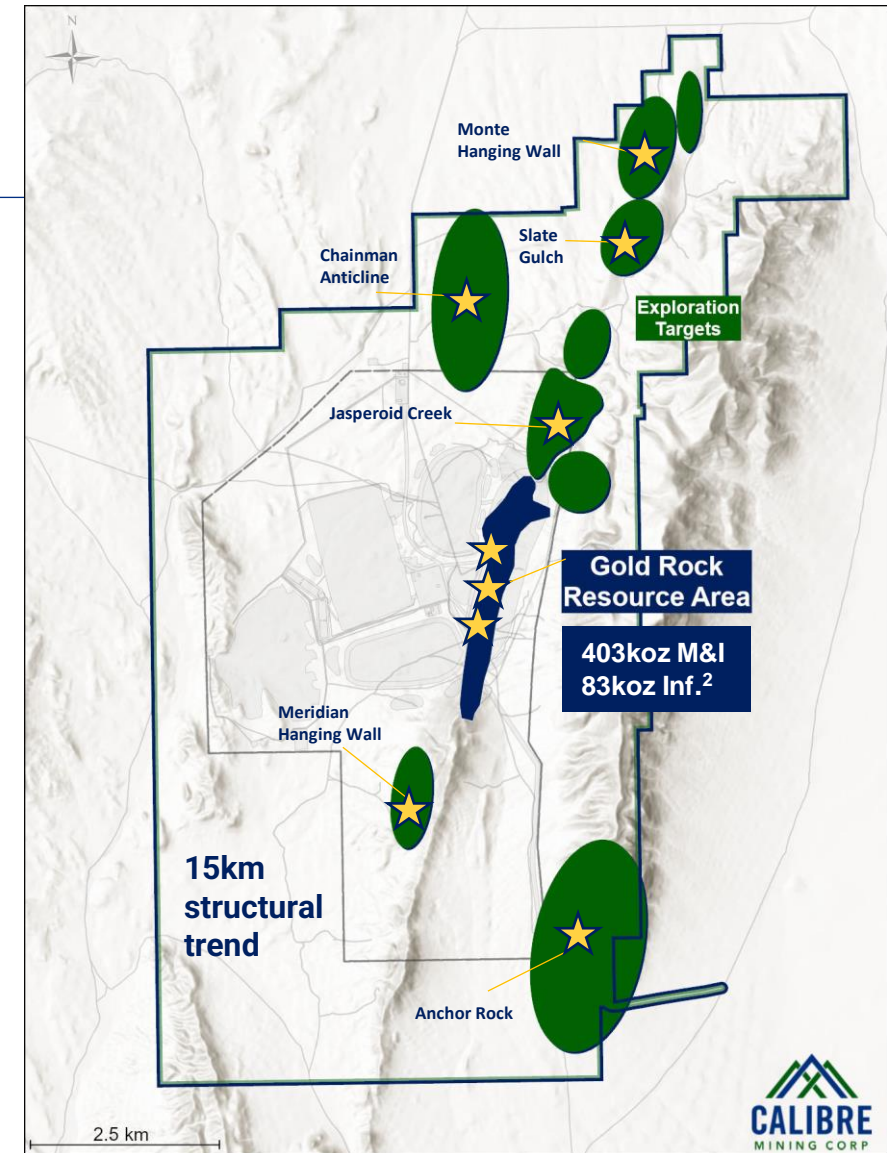 N
Monte
Hanging Wall
Slate
Gulch
Chainman
Anticline
Exploration
Targets
Jasperoid Creek
Gold Rock
Resource Area
403koz M&I
83koz Inf.²
Meridian
Hanging Wall
15km
structural
trend
Anchor Rock
2.5 km
CALIBRE
MINING CORP